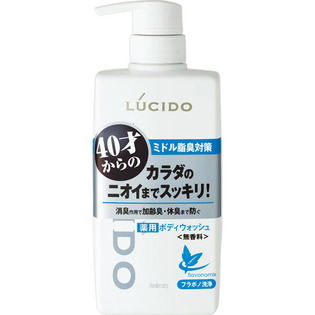 LÚCIDO
40才からの
ミドル脂臭対策
カラダの
ニオイまでスッキリ!
消臭作用で加齢臭・体臭まで防ぐ
薬用ボディウォッシュ
<無香料>
flavonomix
フラボノ洗浄
CIDO